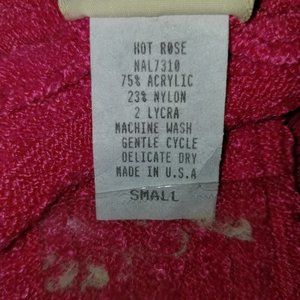 HOT ROSE
NAL7310
75% ACRYLIC
23% NYLON
2 LYCRA
MACHINE WASH
GENTLE CYCLE
DELICATE DRY
MADE IN U.S.A
SMALL